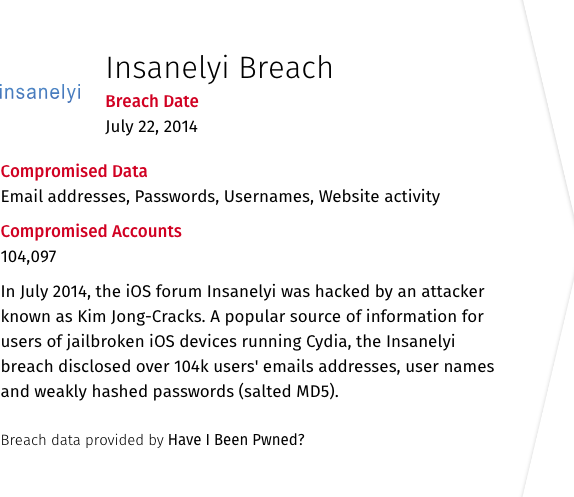 Insanelyi Breach
insanelyi
Breach Date
July 22, 2014
Compromised Data
Email addresses, Passwords, Usernames, Website activity
Compromised Accounts
104,097
In July 2014, the iOS forum Insanelyi was hacked by an attacker
known as Kim Jong-Cracks. A popular source of information for
users of jailbroken iOS devices running Cydia, the Insanelyi
breach disclosed over 104k users' emails addresses, user names
and weakly hashed passwords (salted MD5).
Breach data provided by Have I Been Pwned?